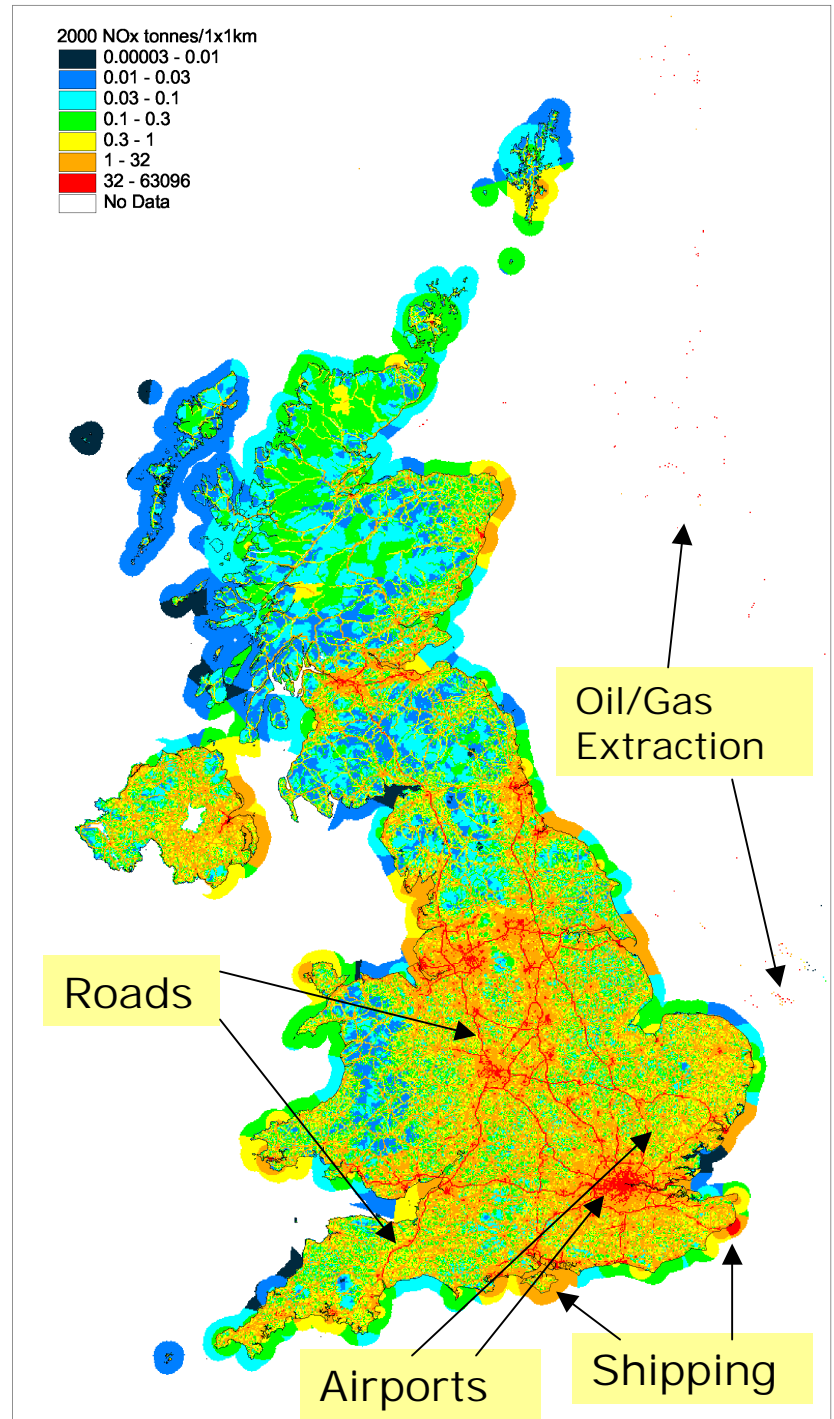 2000 NOx tonnes/1x1km
0.00003 - 0.01
0.01 - 0.03
0.03 - 0.1
0.1 - 0.3
0.3 - 1
1 - 32
32 - 63096
No Data
Oil/Gas
Extraction
Roads
Airports
Shipping